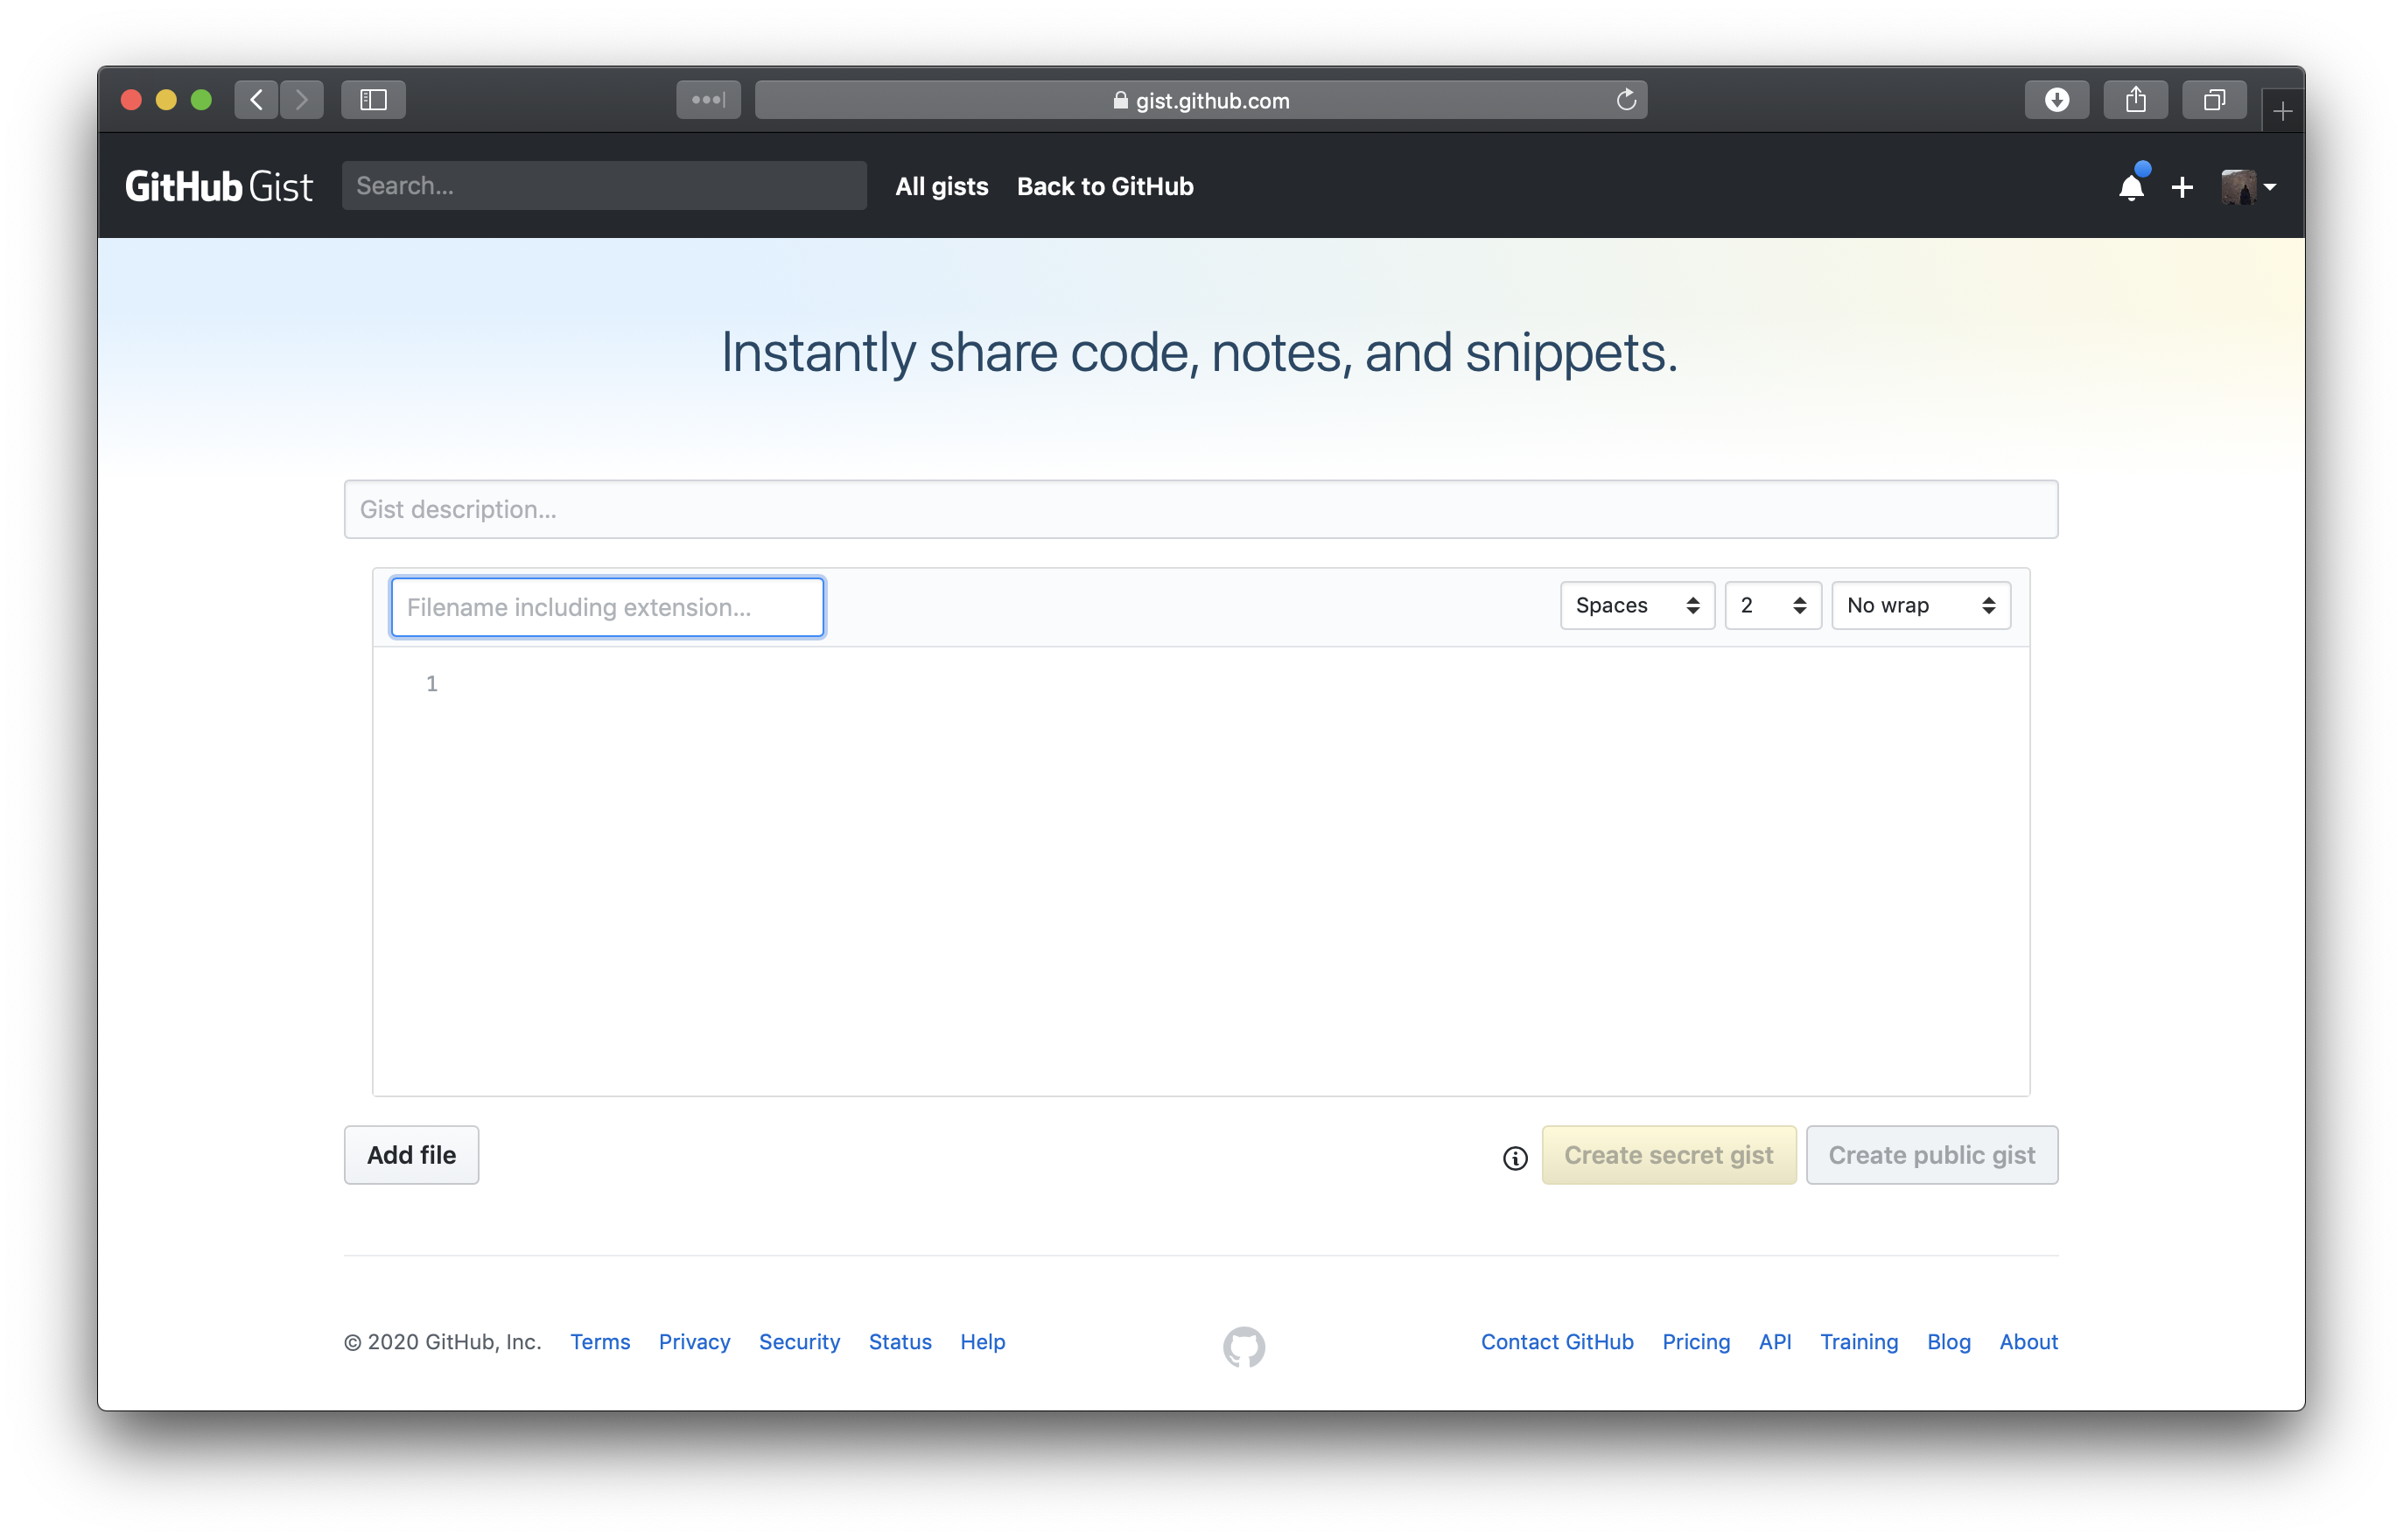 gist.github.com
GitHub Gist Search... All gists Back to GitHub
Instantly share code, notes, and snippets.
Gist description...
Filename including extension... Spaces 2 No wrap
1
Add file Create secret gist Create public gist
© 2020 GitHub, Inc. Terms Privacy Security Status Help Contact GitHub Pricing API Training Blog About